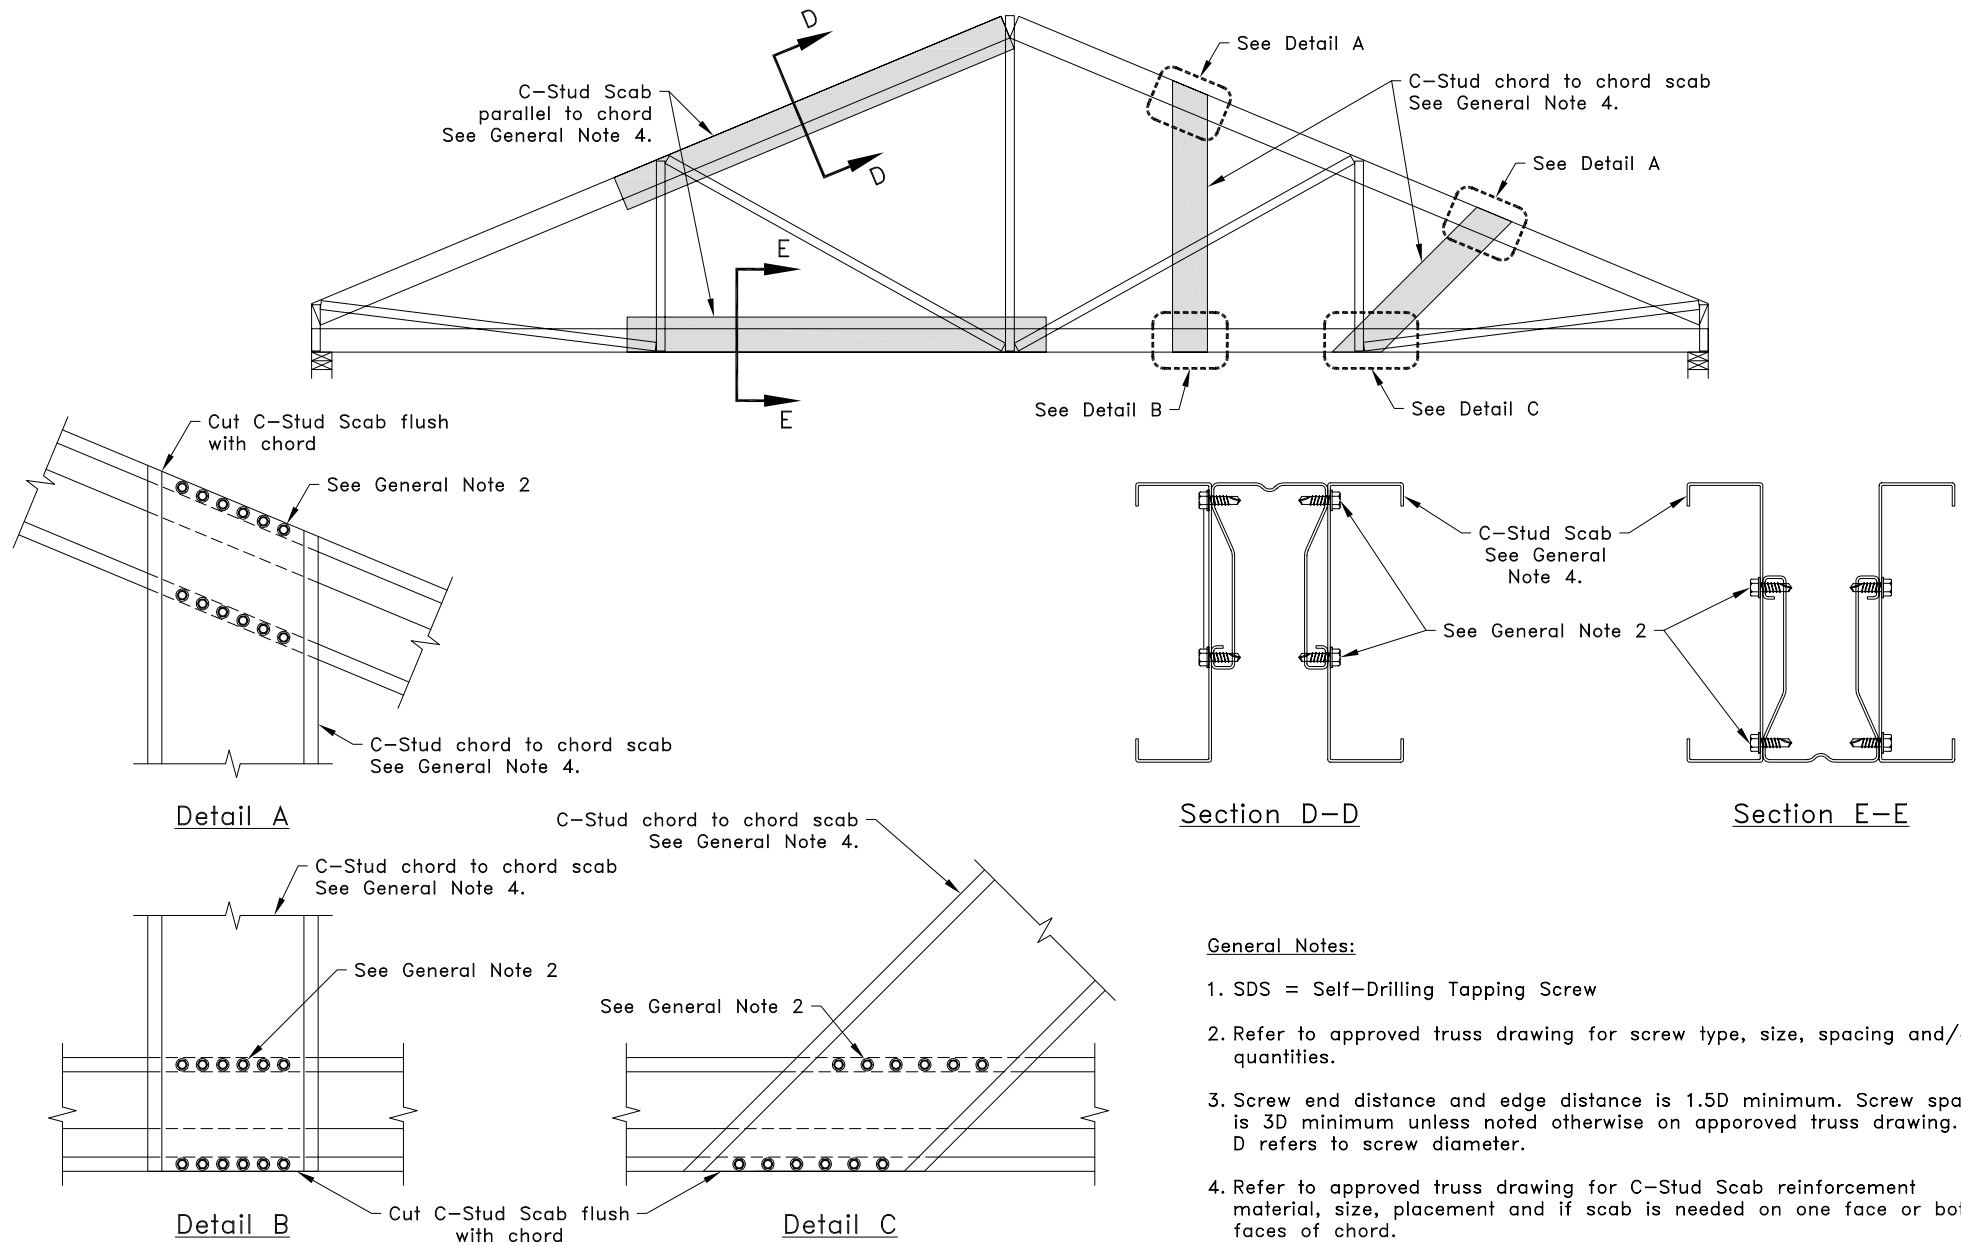 D
See Detail A
C-Stud Scab
parallel to chord
See General Note 4.
C-Stud chord to chord scab
See General Note 4.
D
See Detail A
E
E
See Detail B
See Detail C
Cut C-Stud Scab flush
with chord
See General Note 2
C-Stud chord to chord scab
See General Note 4.
Detail A
C-Stud Scab
See General
Note 4.
See General Note 2
Section D-D
Section E-E
C-Stud chord to chord scab
See General Note 4.
See General Note 2
Detail B
C-Stud chord to chord scab
See General Note 4.
See General Note 2
Cut C-Stud Scab flush
with chord
Detail C
General Notes:
1. SDS = Self-Drilling Tapping Screw
2. Refer to approved truss drawing for screw type, size, spacing and/
quantities.
3. Screw end distance and edge distance is 1.5D minimum. Screw
is 3D minimum unless noted otherwise on apporoved truss drawing.
D refers to screw diameter.
4. Refer to approved truss drawing for C-Stud Scab reinforcement
material, size, placement and if scab is needed on one face or
faces of chord.